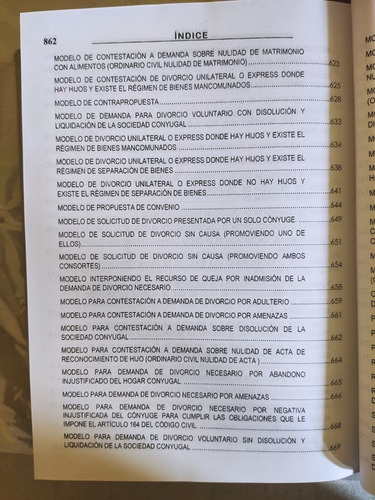 862
ÍNDICE
MODELO DE CONTESTACIÓN A DEMANDA SOBRE NULIDAD DE MATRIMONIO
CON ALIMENTOS (ORDINARIO CIVIL NULIDAD DE MATRIMONIO)...................623
MODELO DE CONTESTACIÓN DE DIVORCIO UNILATERAL O EXPRESS DONDE
HAY HIJOS Y EXISTE EL RÉGIMEN DE BIENES MANCOMUNADOS...................625
MODELO DE CONTRAPROPUESTA...................628
MODELO DE DEMANDA PARA DIVORCIO VOLUNTARIO CON DISOLUCIÓN Y
LIQUIDACIÓN DE LA SOCIEDAD CONYUGAL...................633
MODELO DE DIVORCIO UNILATERAL O EXPRESS DONDE HAY HIJOS Y EXISTE EL
RÉGIMEN DE BIENES MANCOMUNADOS...................634
MODELO DE DIVORCIO UNILATERAL O EXPRESS DONDE HAY HIJOS Y EXISTE EL
RÉGIMEN DE SEPARACIÓN DE BIENES...................638
MODELO DE DIVORCIO UNILATERAL O EXPRESS DONDE NO HAY HIJOS Y
EXISTE EL RÉGIMEN DE SEPARACIÓN DE BIENES...................641
MODELO DE PROPUESTA DE CONVENIO...................644
MODELO DE SOLICITUD DE DIVORCIO PRESENTADA POR UN SOLO CÓNYUGE...................649
MODELO DE SOLICITUD DE DIVORCIO SIN CAUSA (PROMOVIENDO UNO DE
ELLOS)...................651
MODELO DE SOLICITUD DE DIVORCIO SIN CAUSA (PROMOVIENDO AMBOS
CONSORTES)...................654
MODELO INTERPONIENDO EL RECURSO DE QUEJA POR INADMISIÓN DE LA
DEMANDA DE DIVORCIO NECESARIO...................658
MODELO PARA CONTESTACIÓN A DEMANDA DE DIVORCIO POR ADULTERIO...................659
MODELO PARA CONTESTACIÓN A DEMANDA DE DIVORCIO POR AMENAZAS...................661
MODELO PARA CONTESTACIÓN A DEMANDA SOBRE DISOLUCIÓN DE LA
SOCIEDAD CONYUGAL...................662
MODELO PARA CONTESTACIÓN A DEMANDA SOBRE NULIDAD DE ACTA DE
RECONOCIMIENTO DE HIJO (ORDINARIO CIVIL NULIDAD DE ACTA )...................664
MODELO PARA DEMANDA DE DIVORCIO NECESARIO POR ABANDONO
INJUSTIFICADO DEL HOGAR CONYUGAL...................665
MODELO PARA DEMANDA DE DIVORCIO NECESARIO POR AMENAZAS...................666
MODELO PARA DEMANDA DE DIVORCIO NECESARIO POR NEGATIVA
INJUSTIFICADA DEL CÓNYUGE PARA CUMPLIR LAS OBLIGACIONES QUE LE
IMPONE EL ARTÍCULO 164 DEL CÓDIGO CIVIL...................668
MODELO PARA DEMANDA DE DIVORCIO VOLUNTARIO SIN DISOLUCIÓN Y
LIQUIDACIÓN DE LA SOCIEDAD CONYUGAL...................669